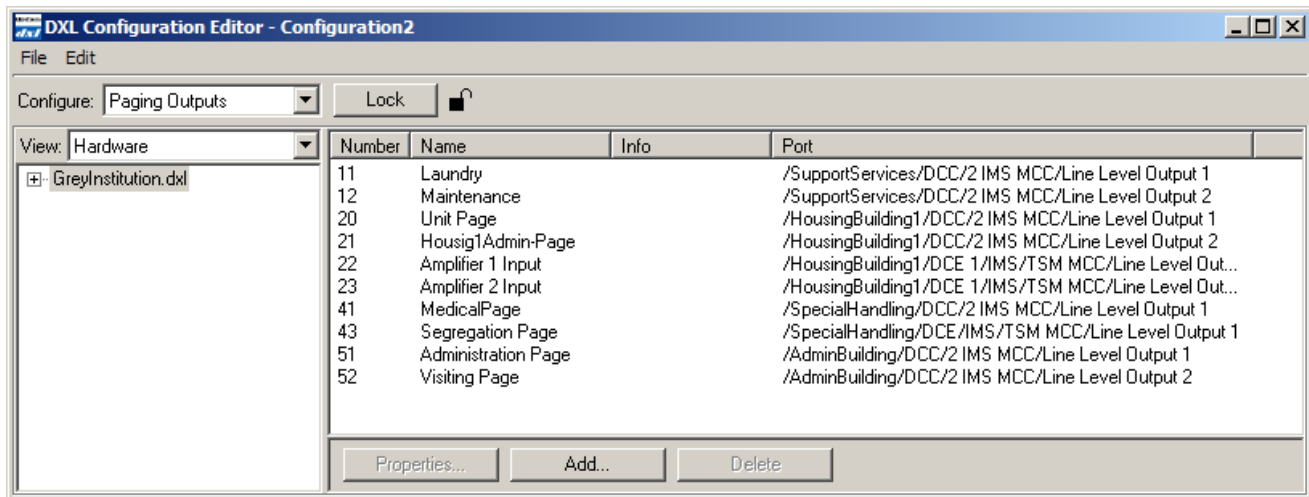 DXL Configuration Editor - Configuration2
File Edit
Configure: Paging Outputs Lock
View: Hardware
GreyInstitution.dxl
Number Name Info Port
11 Laundry /SupportServices/DCC/2 IMS MCC/Line Level Output 1
12 Maintenance /SupportServices/DCC/2 IMS MCC/Line Level Output 2
20 Unit Page /HousingBuilding1/DCC/2 IMS MCC/Line Level Output 1
21 Housig1Admin-Page /HousingBuilding1/DCC/2 IMS MCC/Line Level Output 2
22 Amplifier 1 Input /HousingBuilding1/DCE 1/IMS/TSM MCC/Line Level Out...
23 Amplifier 2 Input /HousingBuilding1/DCE 1/IMS/TSM MCC/Line Level Out...
41 MedicalPage /SpecialHandling/DCC/2 IMS MCC/Line Level Output 1
43 Segregation Page /SpecialHandling/DCE/IMS/TSM MCC/Line Level Output 1
51 Administration Page /AdminBuilding/DCC/2 IMS MCC/Line Level Output 1
52 Visiting Page /AdminBuilding/DCC/2 IMS MCC/Line Level Output 2
Properties... Add... Delete